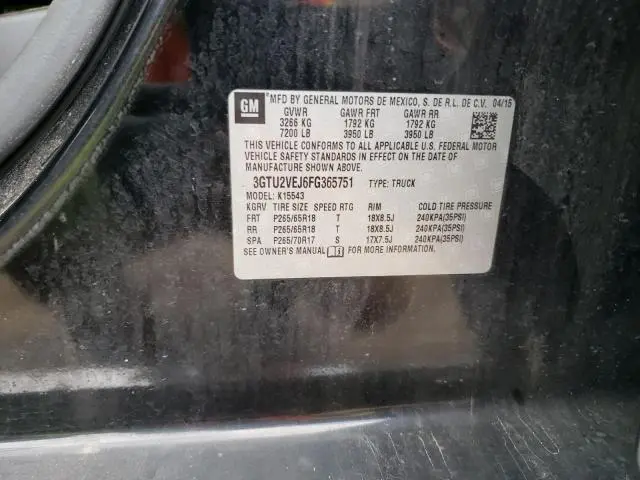 GM
MFD BY GENERAL MOTORS DE MEXICO, S. DE R.L. DE C.V. 04/15
GVWR GAWR FRT GAWR RR
3266 KG 1792 KG 1792 KG
7200 LB 3950 LB 3950 LB
THIS VEHICLE CONFORMS TO ALL APPLICABLE U.S. FEDERAL MOTOR
VEHICLE SAFETY STANDARDS IN EFFECT ON THE DATE OF
MANUFACTURE SHOWN ABOVE.
3GTU2VEJ6FG365751 TYPE: TRUCK
MODEL: K15543
KGRV TIRE SIZE SPEED RTG RIM COLD TIRE PRESSURE
FRT P265/65R18 T 18X8.5J 240KPA(35PSI)
RR P265/65R18 T 18X8.5J 240KPA(35PSI)
SPA P265/70R17 S 17X7.5J 240KPA(35PSI)
SEE OWNER'S MANUAL FOR MORE INFORMATION.